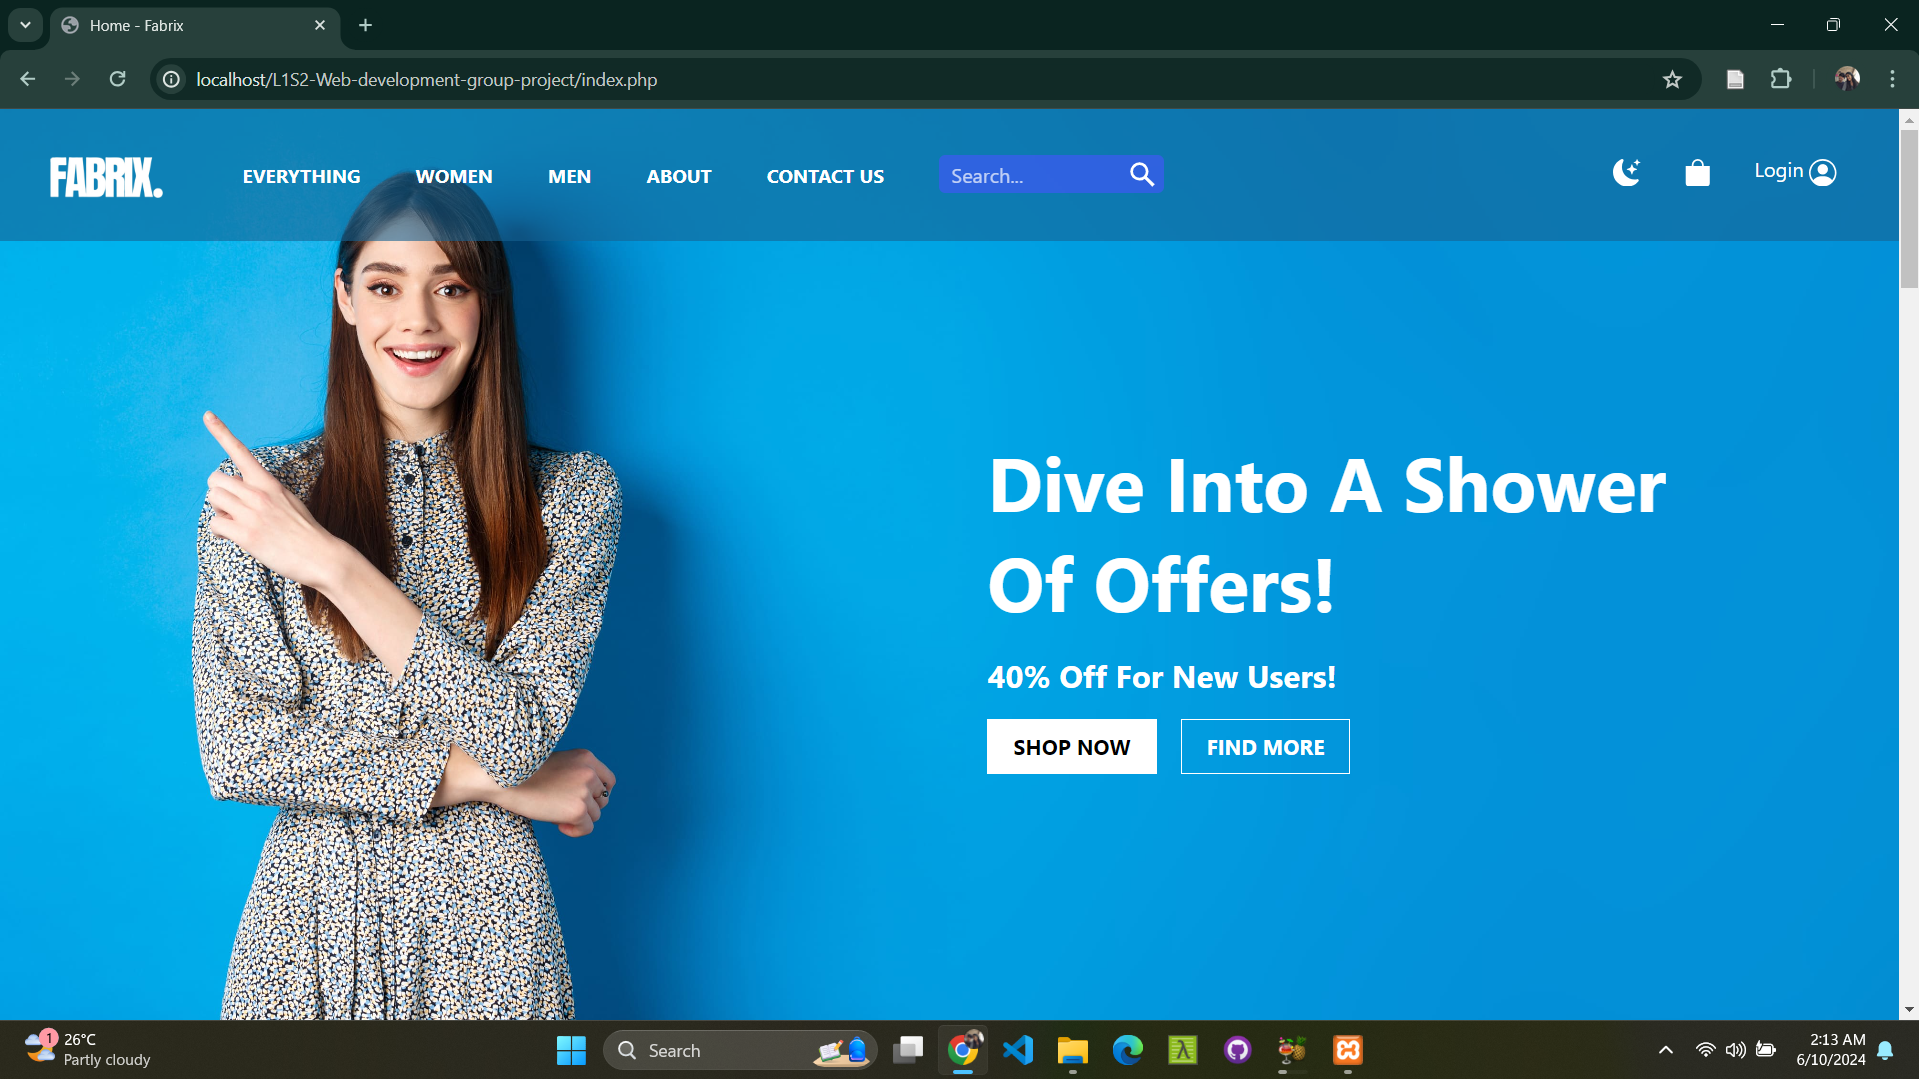 Home - Fabrix
localhost/L1S2-Web-development-group-project/index.php
FABRIX.
EVERYTHING
WOMEN
MEN
ABOUT
CONTACT US
Search...
Login
Dive Into A Shower
Of Offers!
40% Off For New Users!
SHOP NOW
FIND MORE
1
26°C
Partly cloudy
Search
2:13 AM
6/10/2024